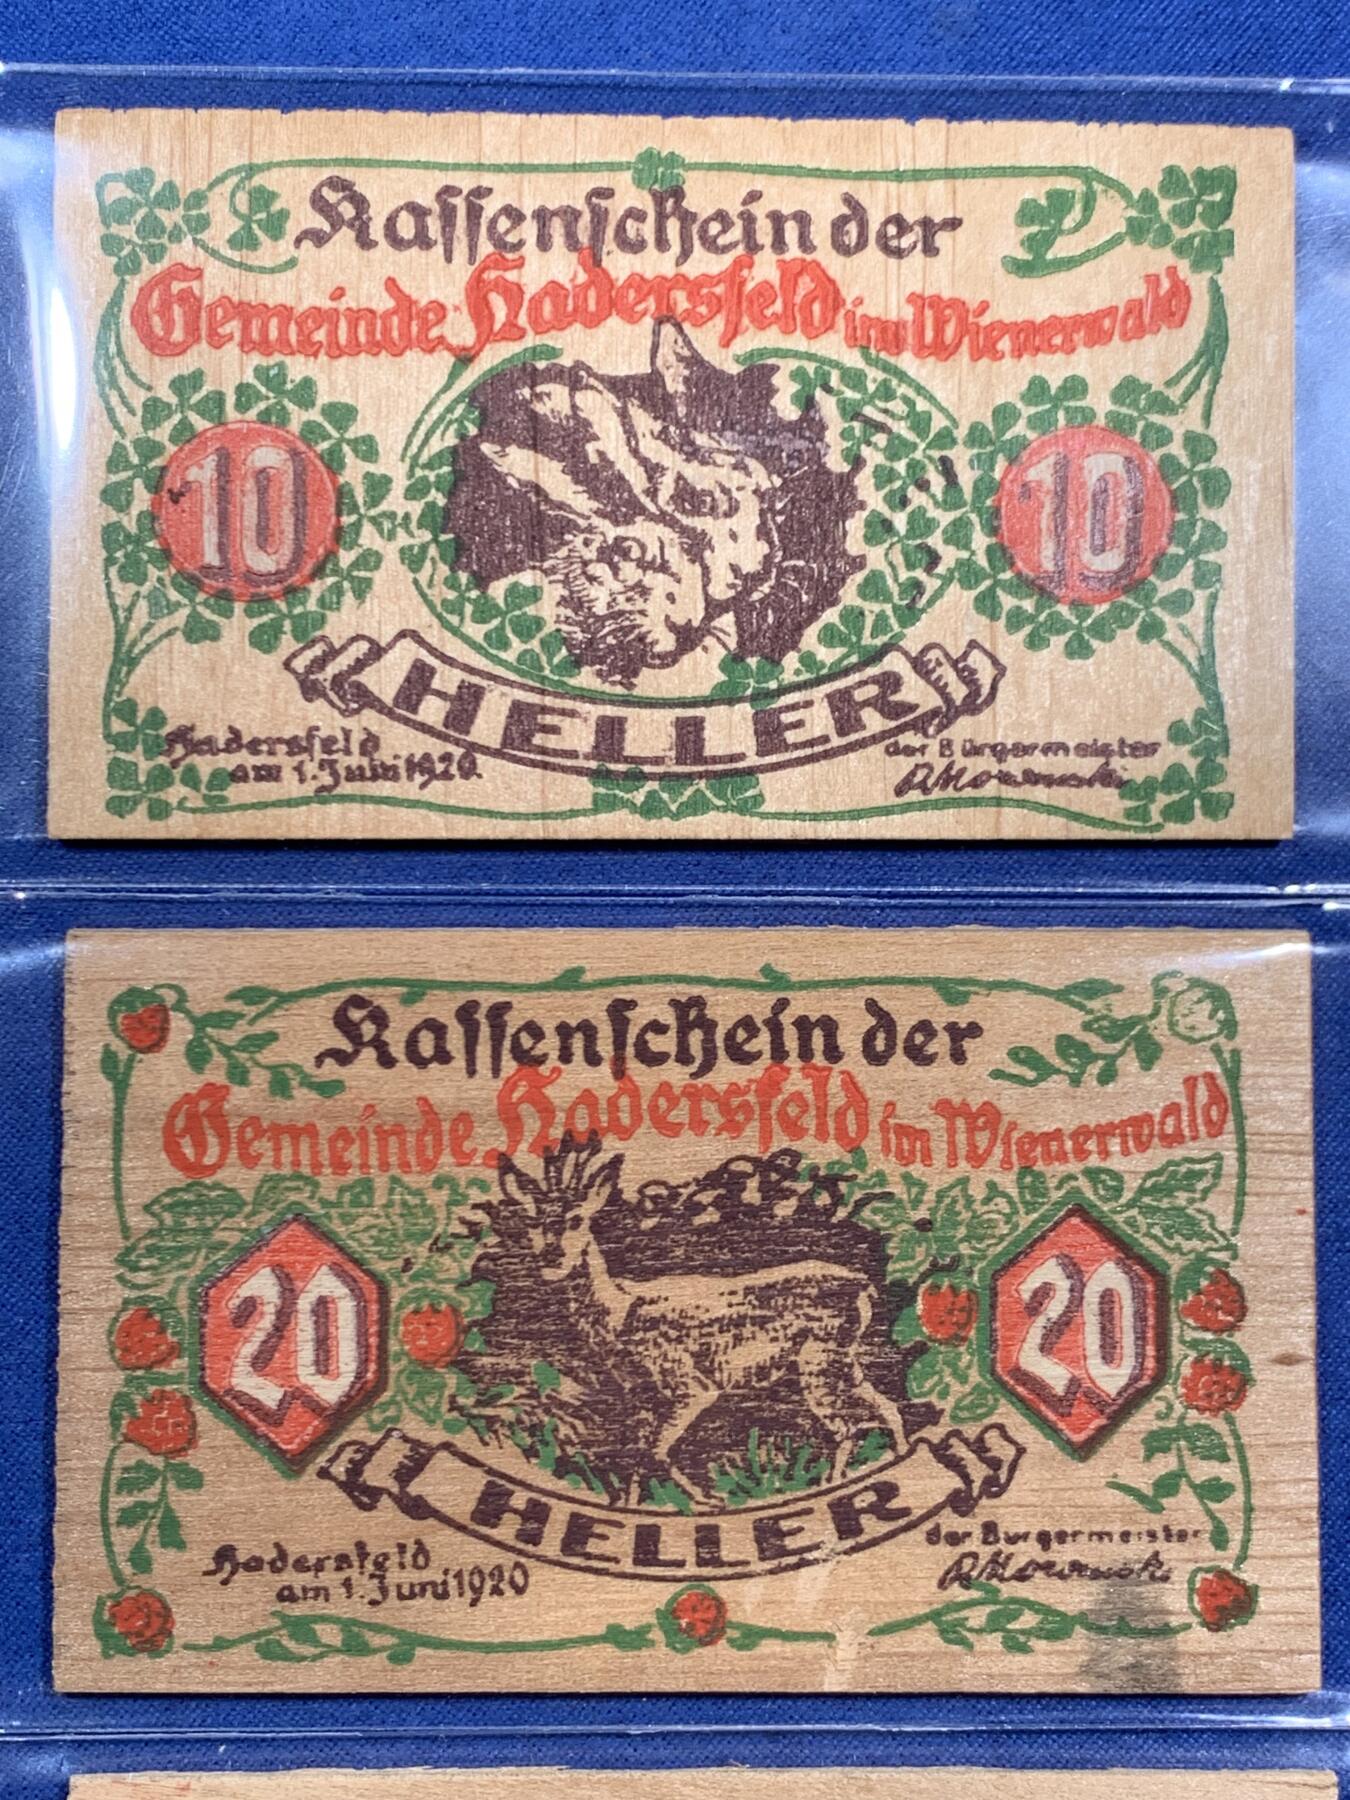 Kassenschein der
Gemeinde Hadersfeld im Wienerwald
10 10
HELLER
Hadersfeld
am 1. Juni 1920.
der Bürgermeister
Kassenschein der
Gemeinde Hadersfeld im Wienerwald
20 20
HELLER
Hadersfeld
am 1. Juni 1920
der Burgermeister